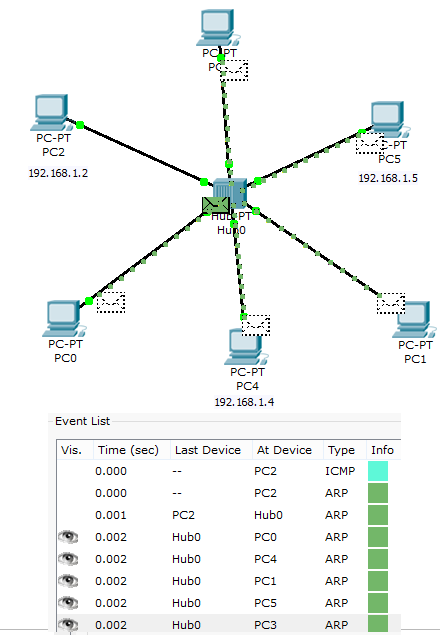 PC-PT
PC-PT
PC2
192.168.1.2
-PT
PC5
192.168.1.5
Hub-PT
Hub0
PC-PT
PC0
PC-PT
PC4
192.168.1.4
PC-PT
PC1
Event List
Vis. Time (sec) Last Device At Device Type Info
0.000 -- PC2 ICMP
0.000 -- PC2 ARP
0.001 PC2 Hub0 ARP
0.002 Hub0 PC0 ARP
0.002 Hub0 PC4 ARP
0.002 Hub0 PC1 ARP
0.002 Hub0 PC5 ARP
0.002 Hub0 PC3 ARP